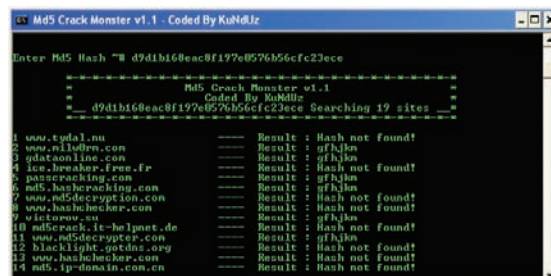 Md5 Crack Monster v1.1 - Coded By KuNdUz
Enter Md5 Hash ~# d9d1b168eac8f197e0576b56cfc23ece
Md5 Crack Monster v1.1
Coded By KuNdUz
d9d1b168eac8f197e0576b56cfc23ece Searching 19 sites
1 www.tydal.nu ---- Result : Hash not found!
2 www.milw0rm.com ---- Result : gfhjkm
3 gdataonline.com ---- Result : gfhjkm
4 ice.breaker.free.fr ---- Result : Hash not found!
5 passcracking.com ---- Result : gfhjkm
6 md5.hashcracking.com ---- Result : gfhjkm
7 www.md5decryption.com ---- Result : Hash not found!
8 www.hashchecker.com ---- Result : Hash not found!
9 victorov.su ---- Result : gfhjkm
10 md5crack.it-helpnet.de ---- Result : Hash not found!
11 www.md5decrypter.com ---- Result : gfhjkm
12 blacklight.gotdns.org ---- Result : Hash not found!
13 www.hashchecker.com ---- Result : Hash not found!
14 md5.ip-domain.com.cn ---- Result : Hash not found!